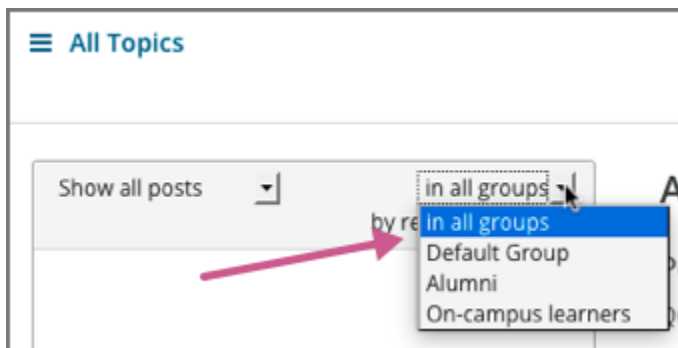 All Topics
Show all posts
in all groups
by re
in all groups
Default Group
Alumni
On-campus learners
A